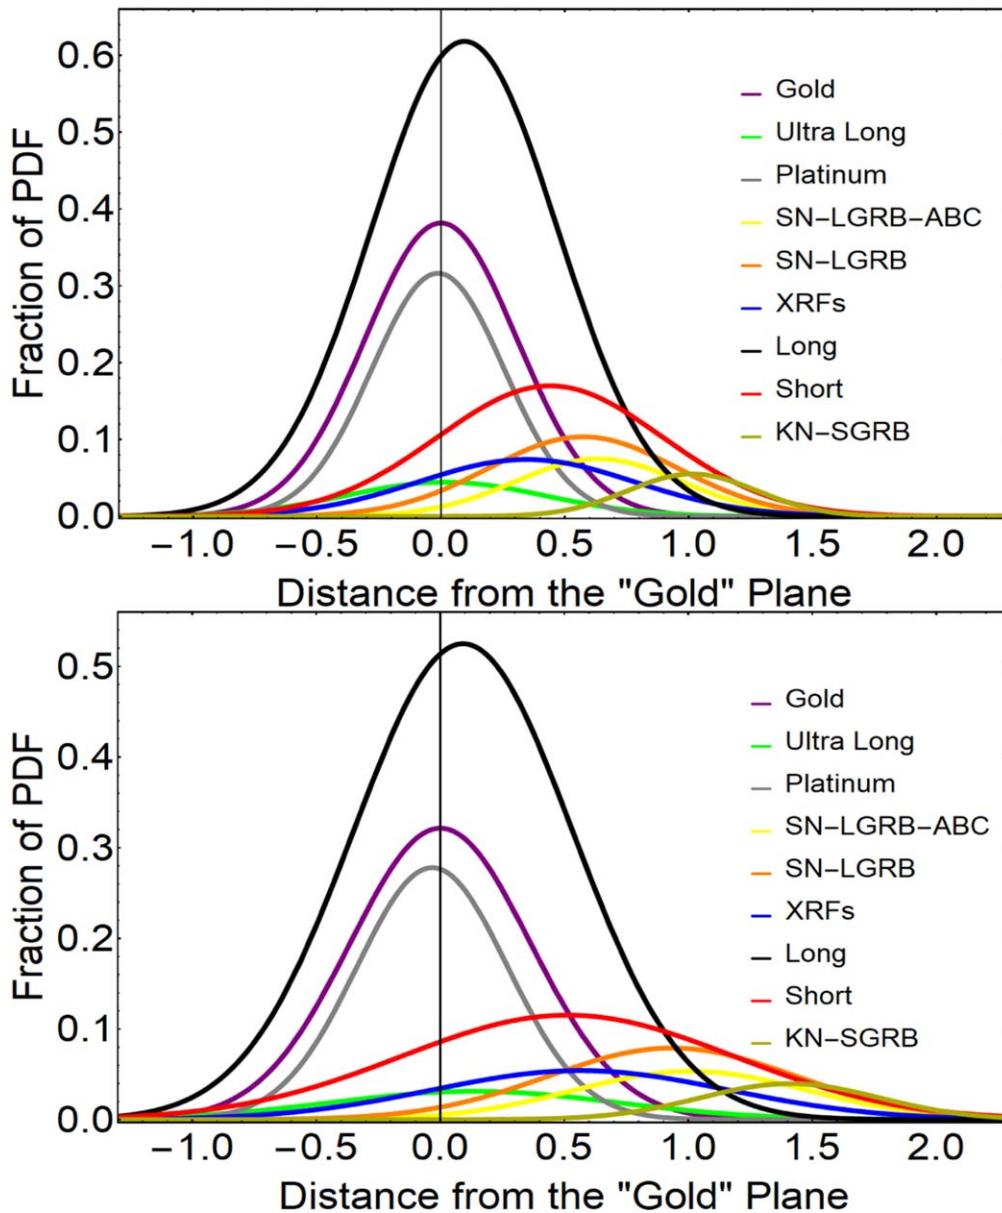 Fraction of PDF
0.6
0.5
0.4
0.3
0.2
0.1
0.0
Gold
Ultra Long
Platinum
SN−LGRB−ABC
SN−LGRB
XRFs
Long
Short
KN−SGRB
−1.0 −0.5 0.0 0.5 1.0 1.5 2.0
Distance from the "Gold" Plane
Fraction of PDF
0.5
0.4
0.3
0.2
0.1
0.0
Gold
Ultra Long
Platinum
SN−LGRB−ABC
SN−LGRB
XRFs
Long
Short
KN−SGRB
−1.0 −0.5 0.0 0.5 1.0 1.5 2.0
Distance from the "Gold" Plane